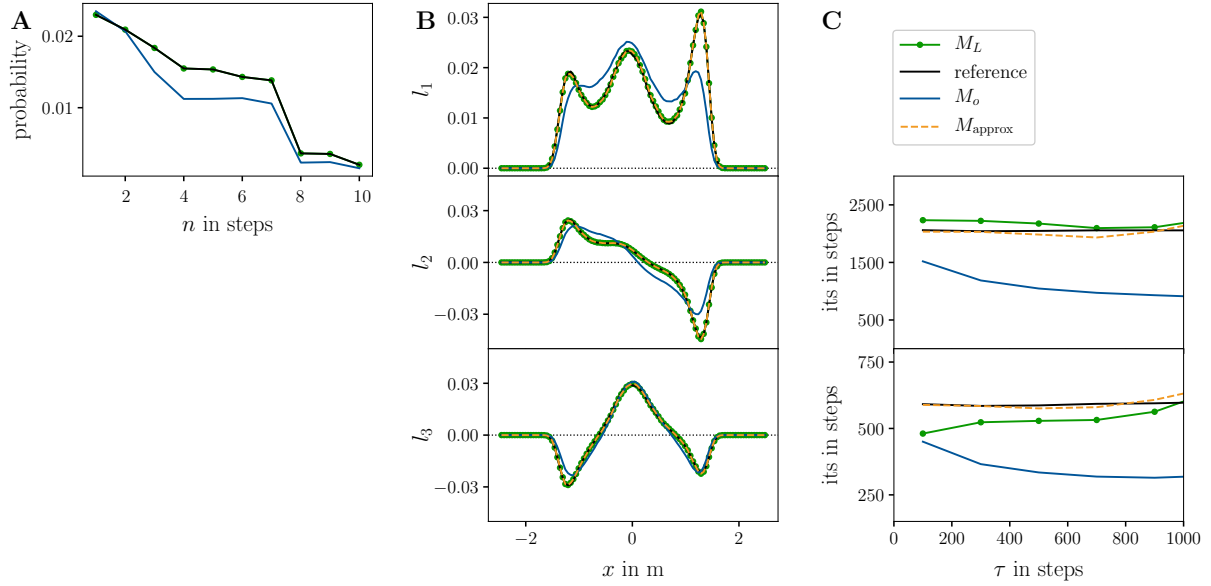 A
probability
0.02
0.01
2
4
6
8
10
n in steps
B
l₁
0.03
0.02
0.01
0.00
l₂
0.03
0.00
−0.03
l₃
0.03
0.00
−0.03
−2
0
2
x in m
C
M_L
reference
M_o
M_approx
its in steps
2500
1500
500
its in steps
750
500
250
0
200
400
600
800
1000
τ in steps